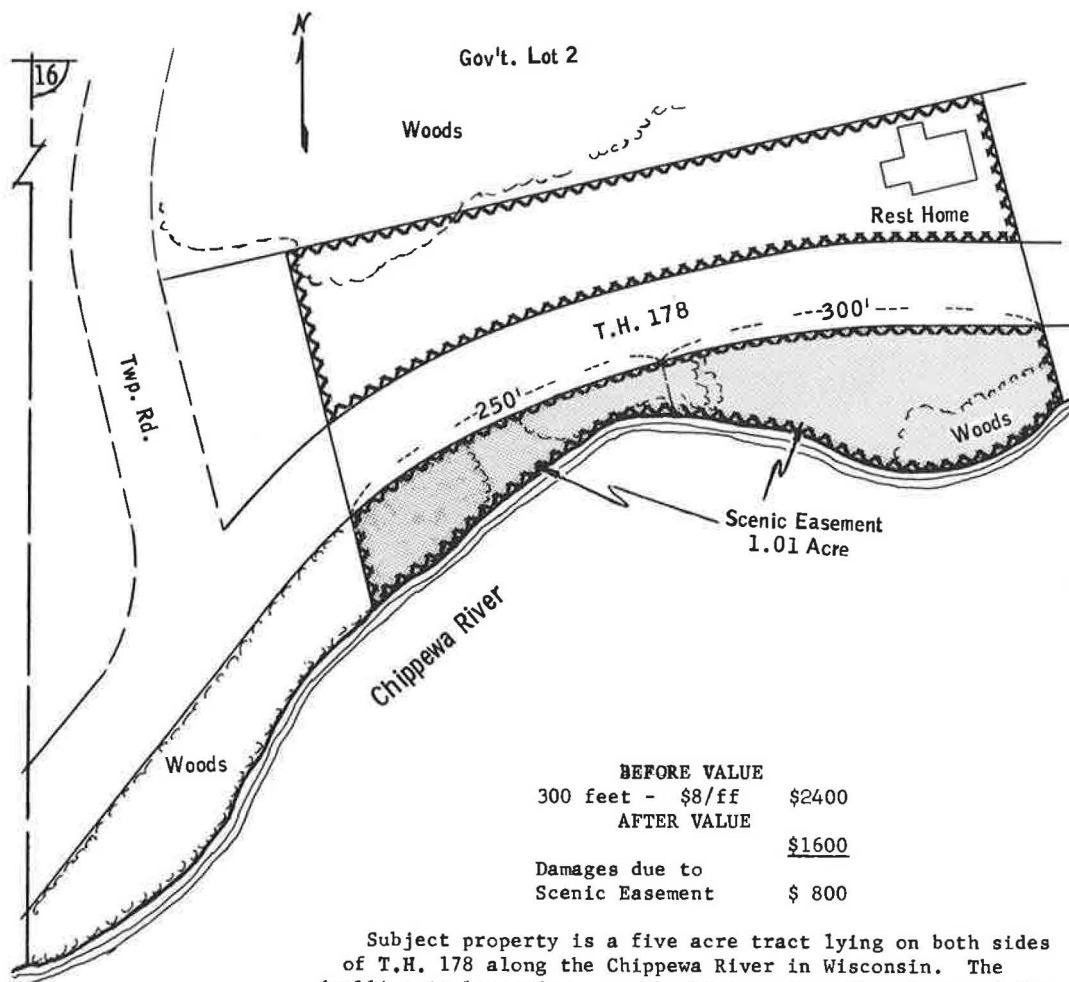 N
16
Gov't. Lot 2
Woods
Rest Home
T.H. 178
300'
Twp. Rd.
250'
Woods
Scenic Easement
1.01 Acre
Chippewa River
Woods
BEFORE VALUE
300 feet - $8/ff $2400
AFTER VALUE
$1600
Damages due to
Scenic Easement $ 800
Subject property is a five acre tract lying on both sides
of T.H. 178 along the Chippewa River in Wisconsin. The